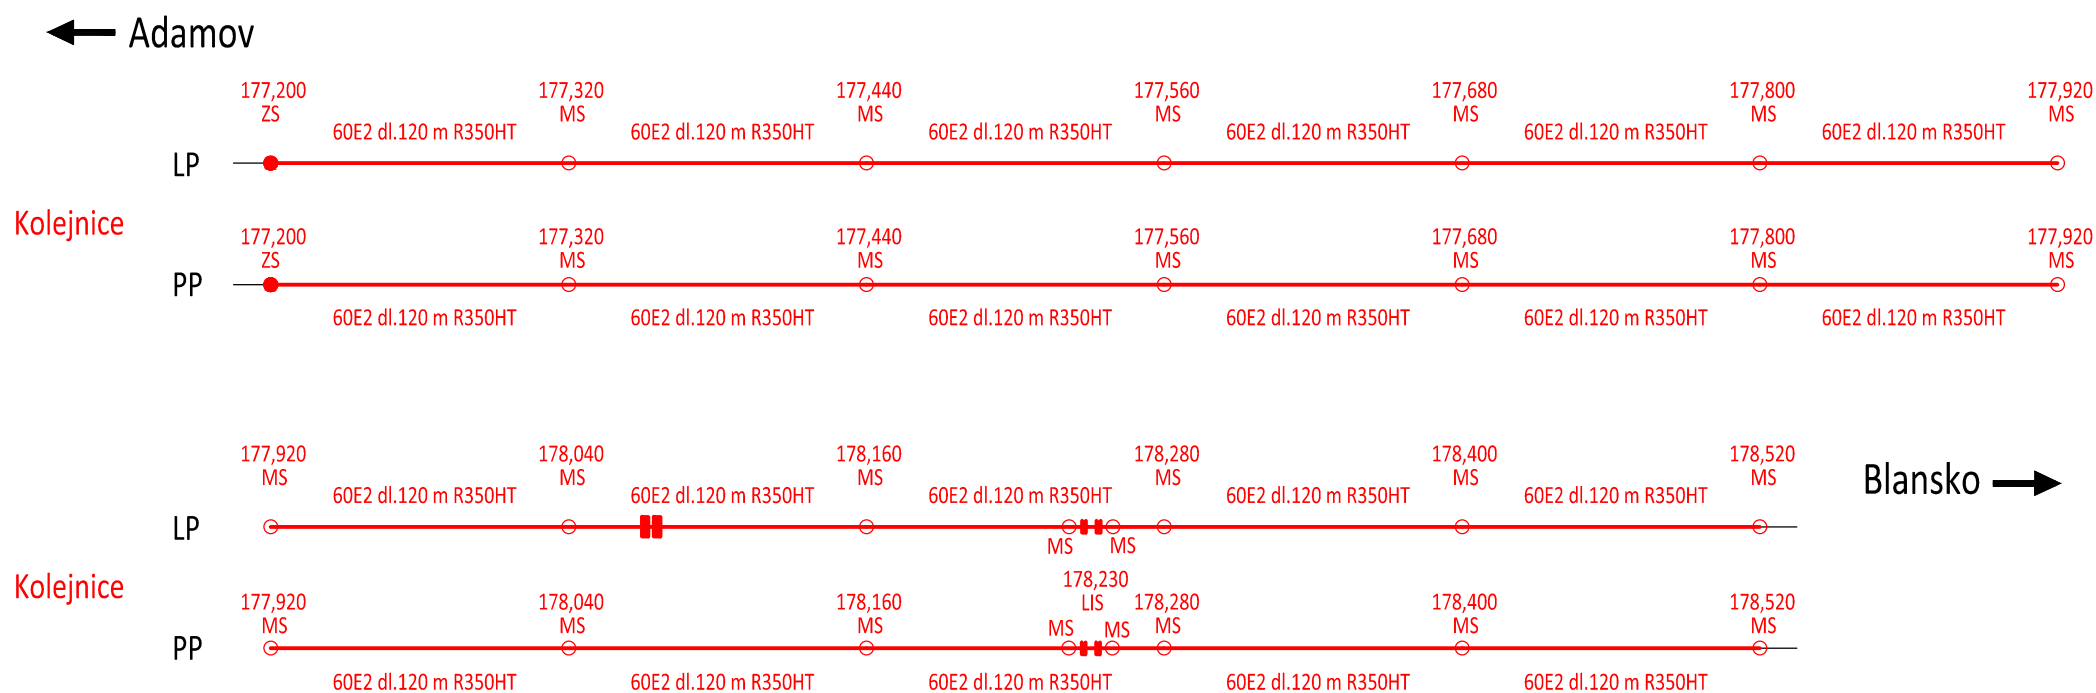 Adamov
177,200 177,320 177,440 177,560 177,680 177,800 177,920
ZS MS MS MS MS MS MS
60E2 dl.120 m R350HT 60E2 dl.120 m R350HT 60E2 dl.120 m R350HT 60E2 dl.120 m R350HT 60E2 dl.120 m R350HT 60E2 dl.120 m R350HT
LP
Kolejnice
177,200 177,320 177,440 177,560 177,680 177,800 177,920
ZS MS MS MS MS MS MS
PP
60E2 dl.120 m R350HT 60E2 dl.120 m R350HT 60E2 dl.120 m R350HT 60E2 dl.120 m R350HT 60E2 dl.120 m R350HT 60E2 dl.120 m R350HT
177,920 178,040 178,160 178,280 178,400 178,520
MS MS MS MS MS MS
Blansko
60E2 dl.120 m R350HT 60E2 dl.120 m R350HT 60E2 dl.120 m R350HT 60E2 dl.120 m R350HT 60E2 dl.120 m R350HT
LP
MS MS
Kolejnice
178,230
LIS
177,920 178,040 178,160 178,280 178,400 178,520
MS MS MS MS MS MS MS MS
PP
60E2 dl.120 m R350HT 60E2 dl.120 m R350HT 60E2 dl.120 m R350HT 60E2 dl.120 m R350HT 60E2 dl.120 m R350HT